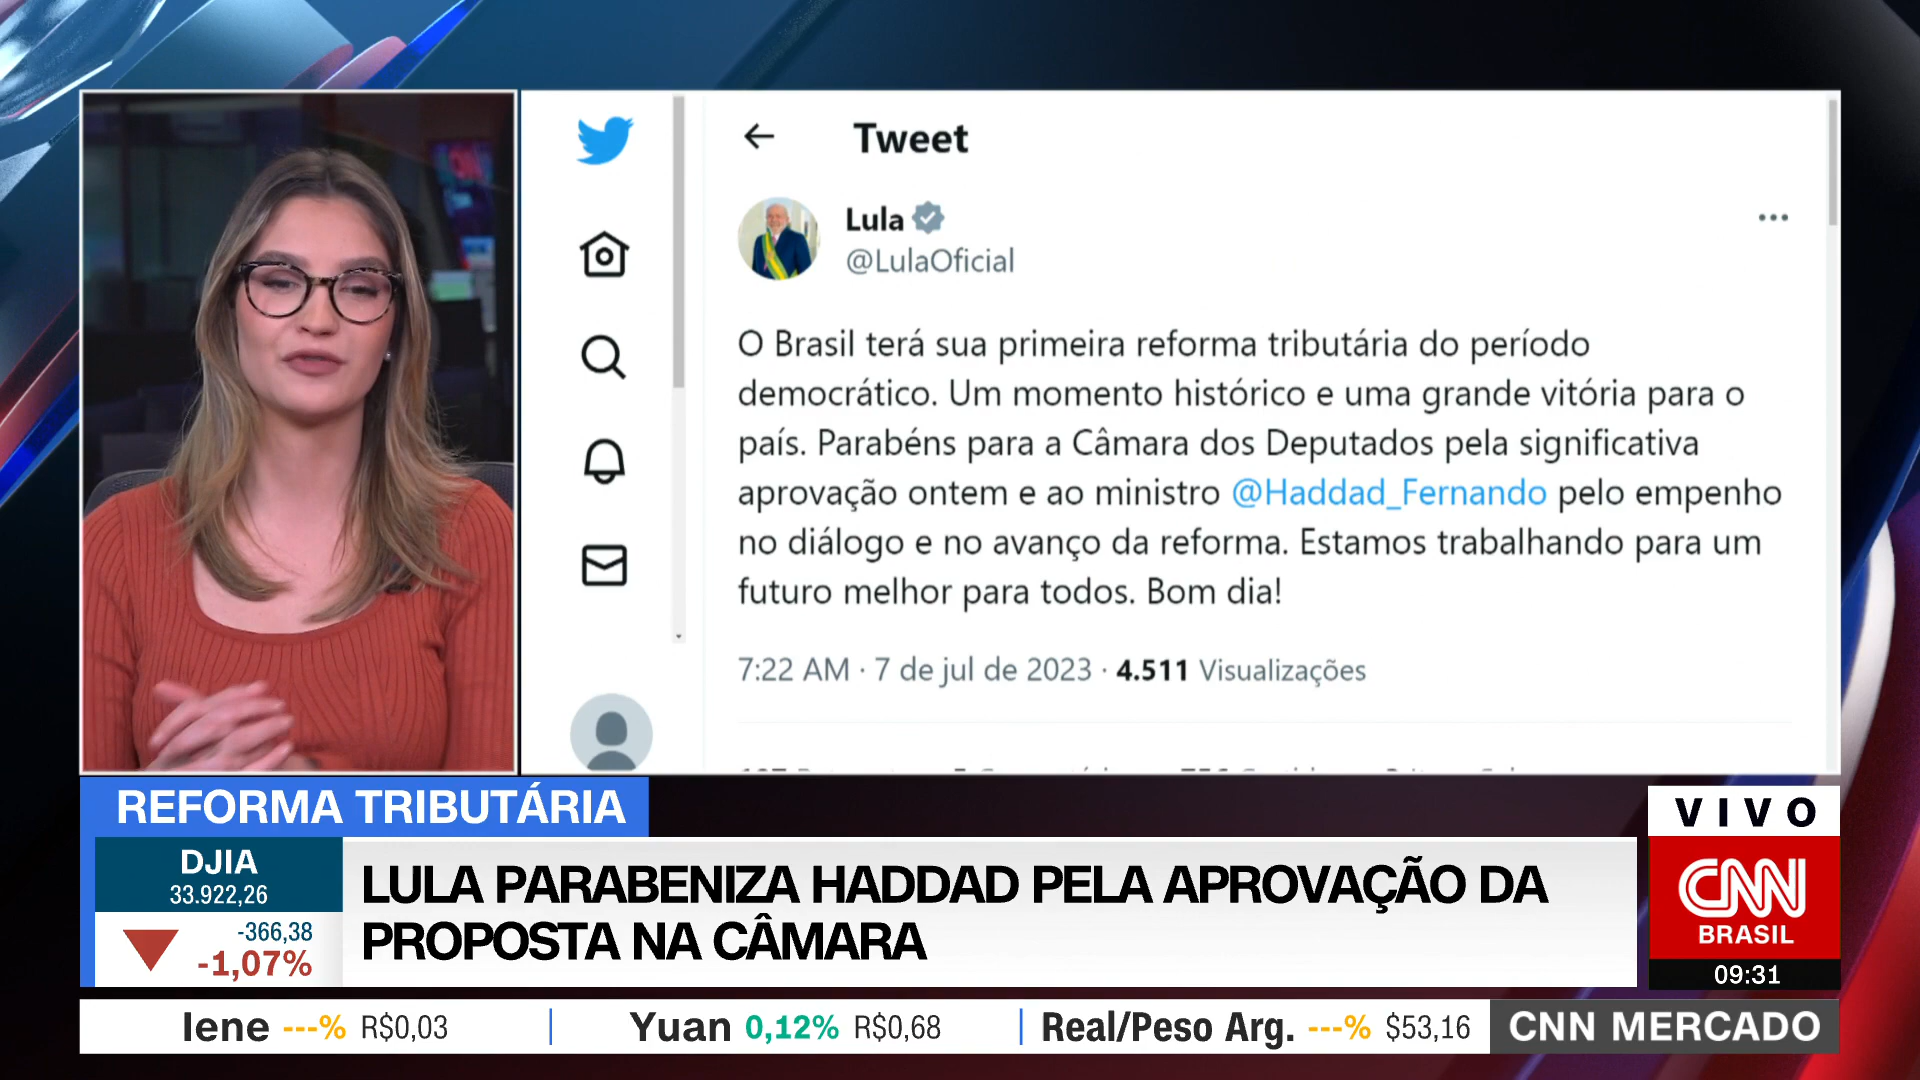 Tweet
Lula
@LulaOficial
O Brasil terá sua primeira reforma tributária do período
democrático. Um momento histórico e uma grande vitória para o
país. Parabéns para a Câmara dos Deputados pela significativa
aprovação ontem e ao ministro @Haddad_Fernando pelo empenho
no diálogo e no avanço da reforma. Estamos trabalhando para um
futuro melhor para todos. Bom dia!
7:22 AM · 7 de jul de 2023 · 4.511 Visualizações
REFORMA TRIBUTÁRIA
VIVO
DJIA
33.922,26
-366,38
-1,07%
LULA PARABENIZA HADDAD PELA APROVAÇÃO DA
PROPOSTA NA CÂMARA
CNN
BRASIL
09:31
Iene ---% R$0,03 Yuan 0,12% R$0,68 Real/Peso Arg. ---% $53,16 CNN MERCADO